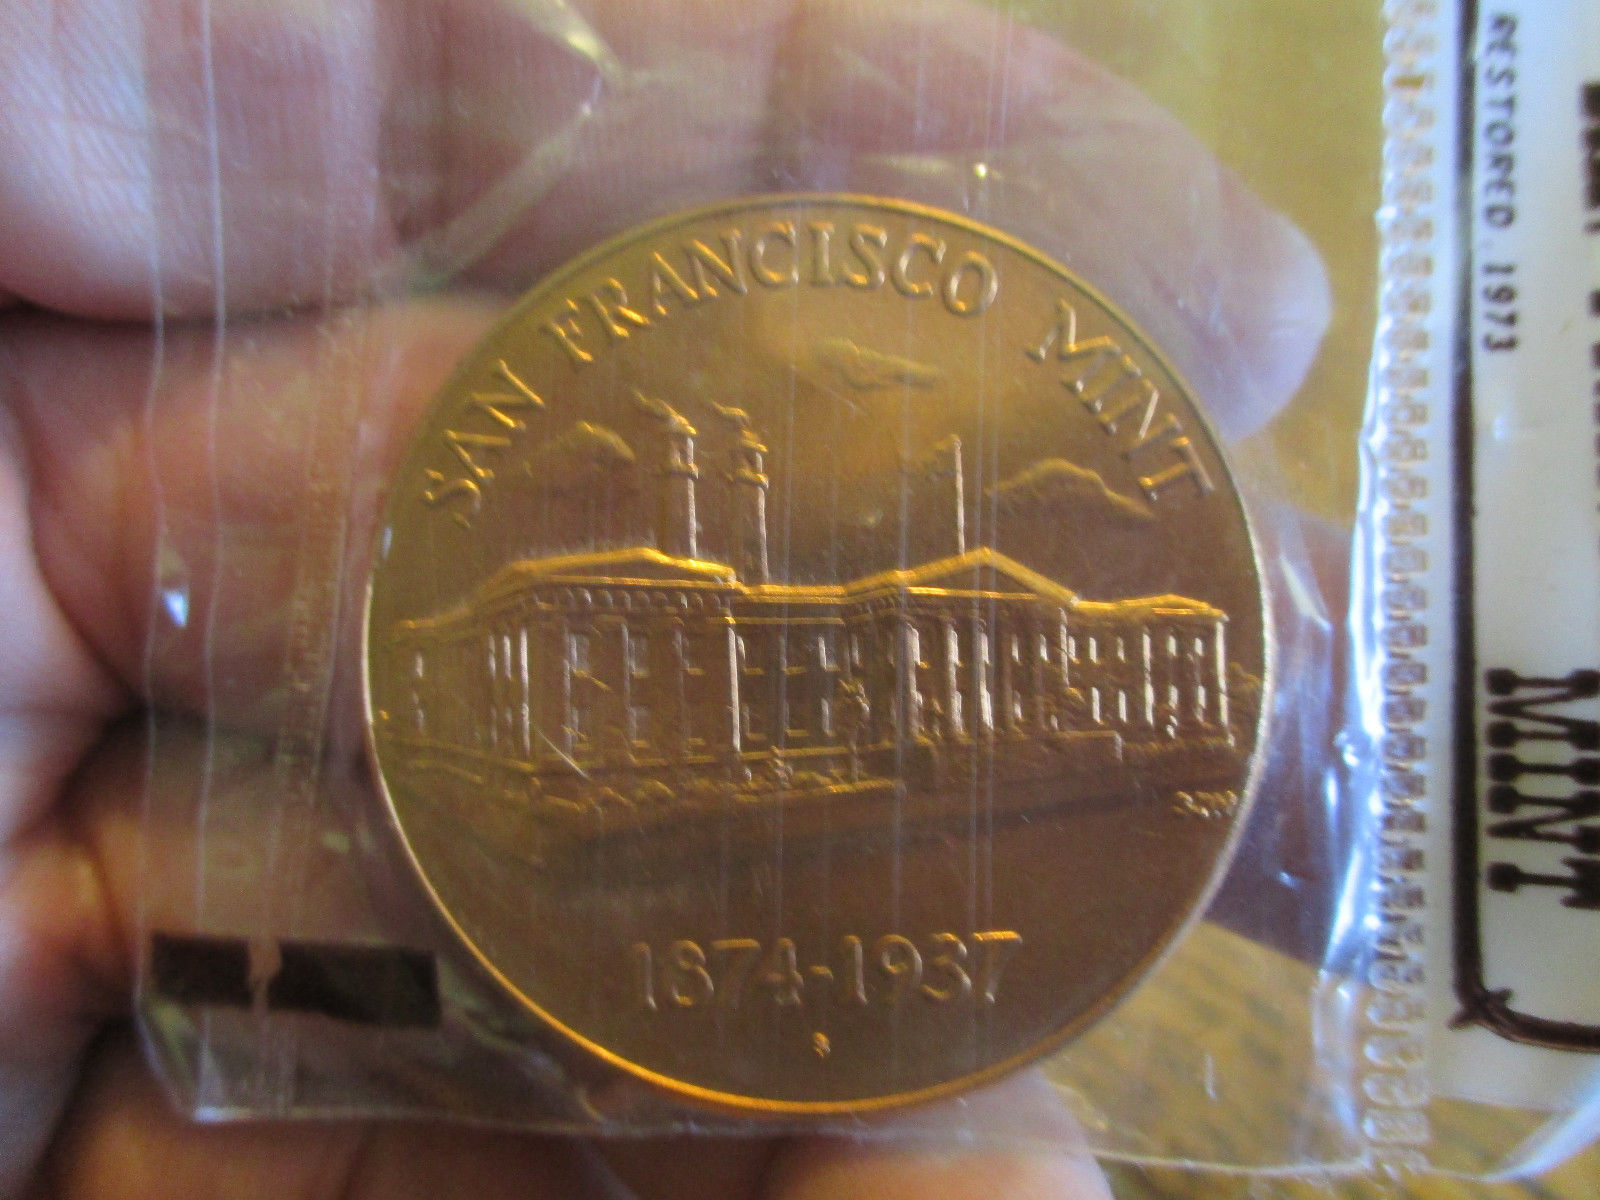 SAN FRANCISCO MINT
1874-1937
RESTORED, 1973
MINT